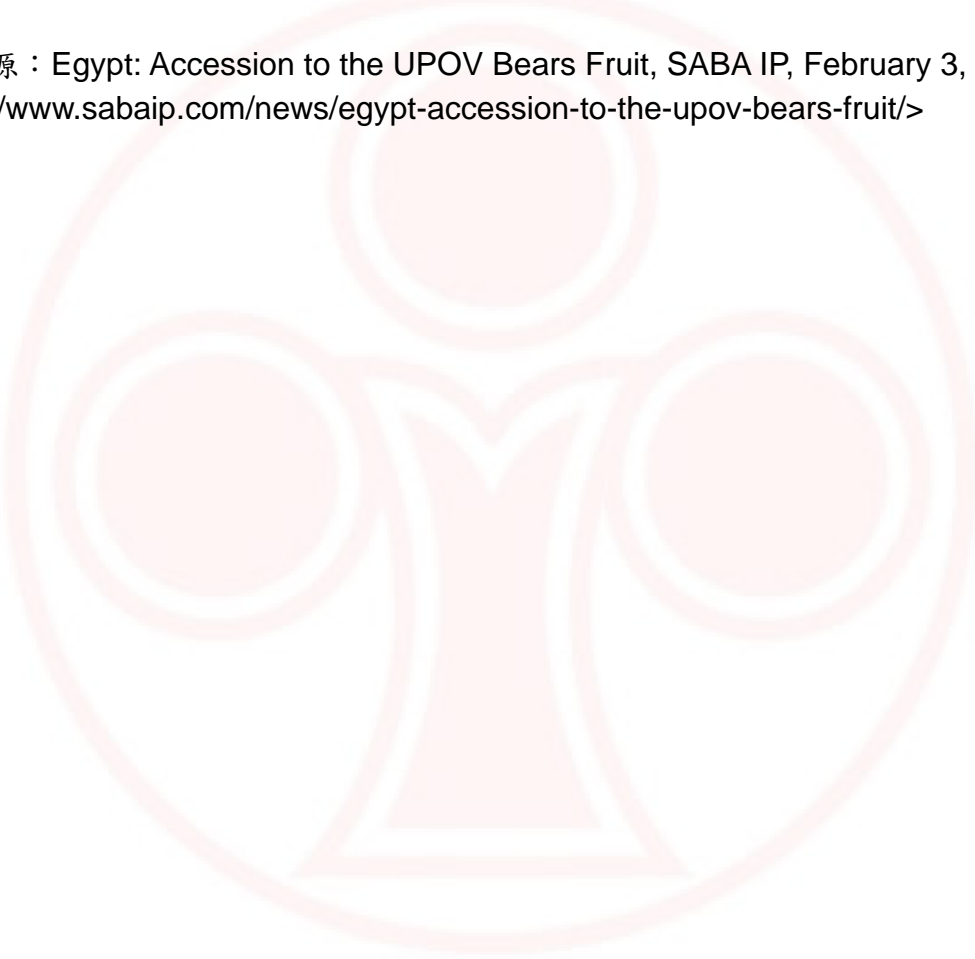 源：Egypt: Accession to the UPOV Bears Fruit, SABA IP, February 3,
/www.sabaip.com/news/egypt-accession-to-the-upov-bears-fruit/>